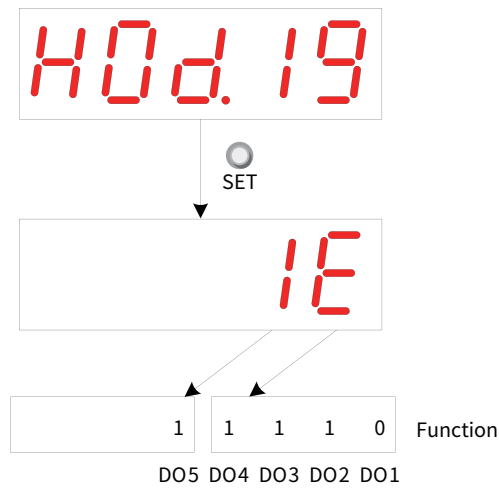 H0d. 19
SET
1E
1 1 1 1 0 Function
DO5 DO4 DO3 DO2 DO1